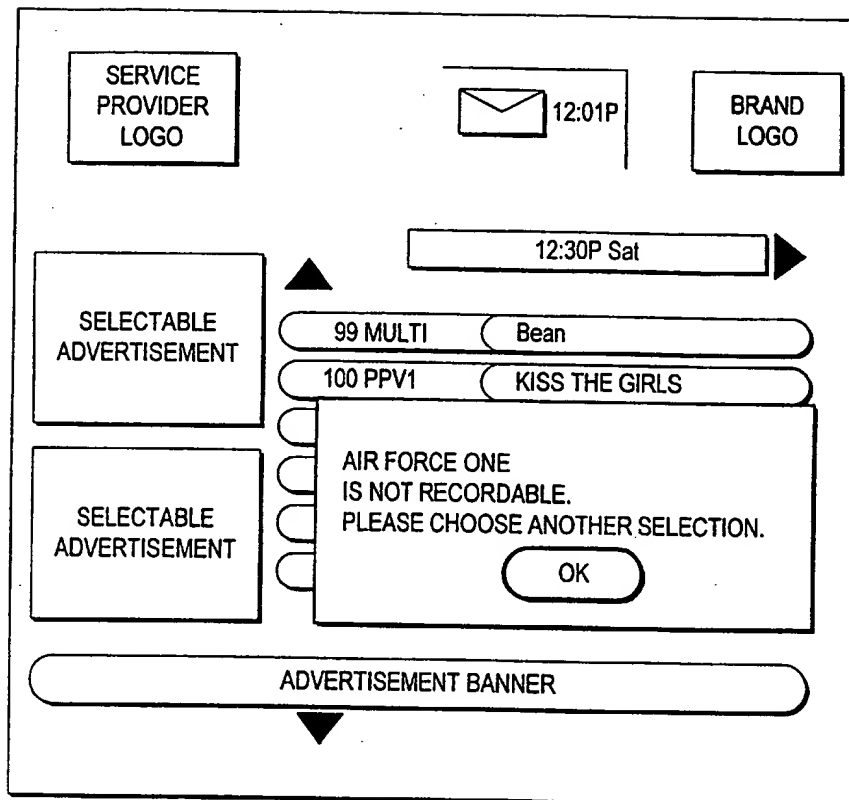 SERVICE
PROVIDER
LOGO
12:01P
BRAND
LOGO
12:30P Sat
SELECTABLE
ADVERTISEMENT
99 MULTI Bean
100 PPV1 KISS THE GIRLS
AIR FORCE ONE
IS NOT RECORDABLE.
PLEASE CHOOSE ANOTHER SELECTION.
OK
SELECTABLE
ADVERTISEMENT
ADVERTISEMENT BANNER